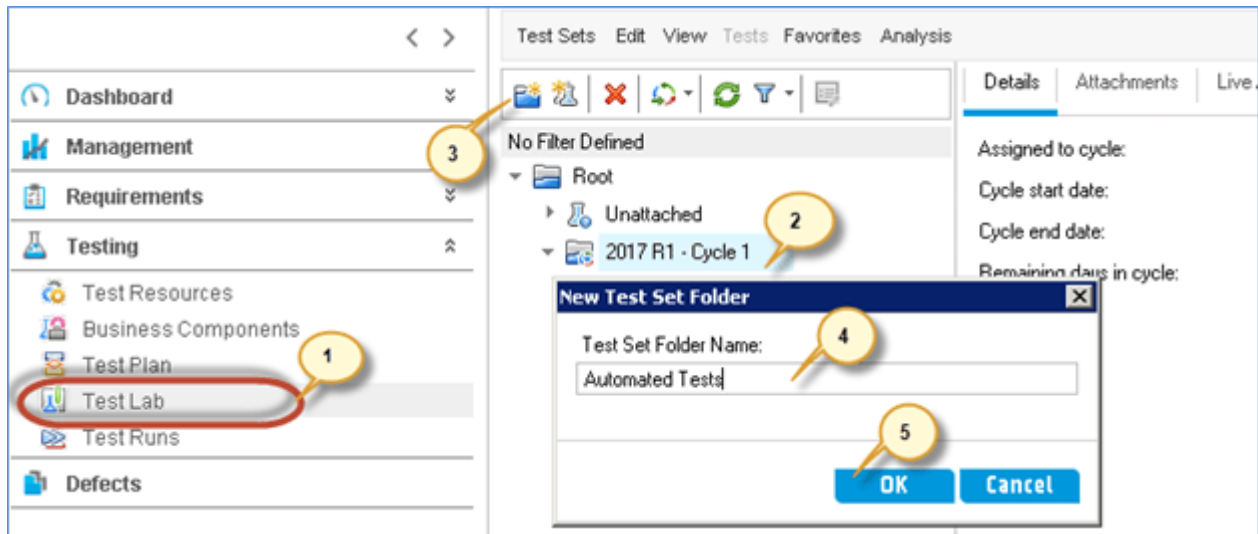 Dashboard
Management
Requirements
Testing
Test Resources
Business Components
Test Plan
1
Test Lab
Test Runs
Defects
Test Sets Edit View Tests Favorites Analysis
3
No Filter Defined
Root
Unattached
2
2017 R1 - Cycle 1
Details Attachments Live
Assigned to cycle:
Cycle start date:
Cycle end date:
Remaining days in cycle:
New Test Set Folder
Test Set Folder Name:
4
Automated Tests
5
OK Cancel